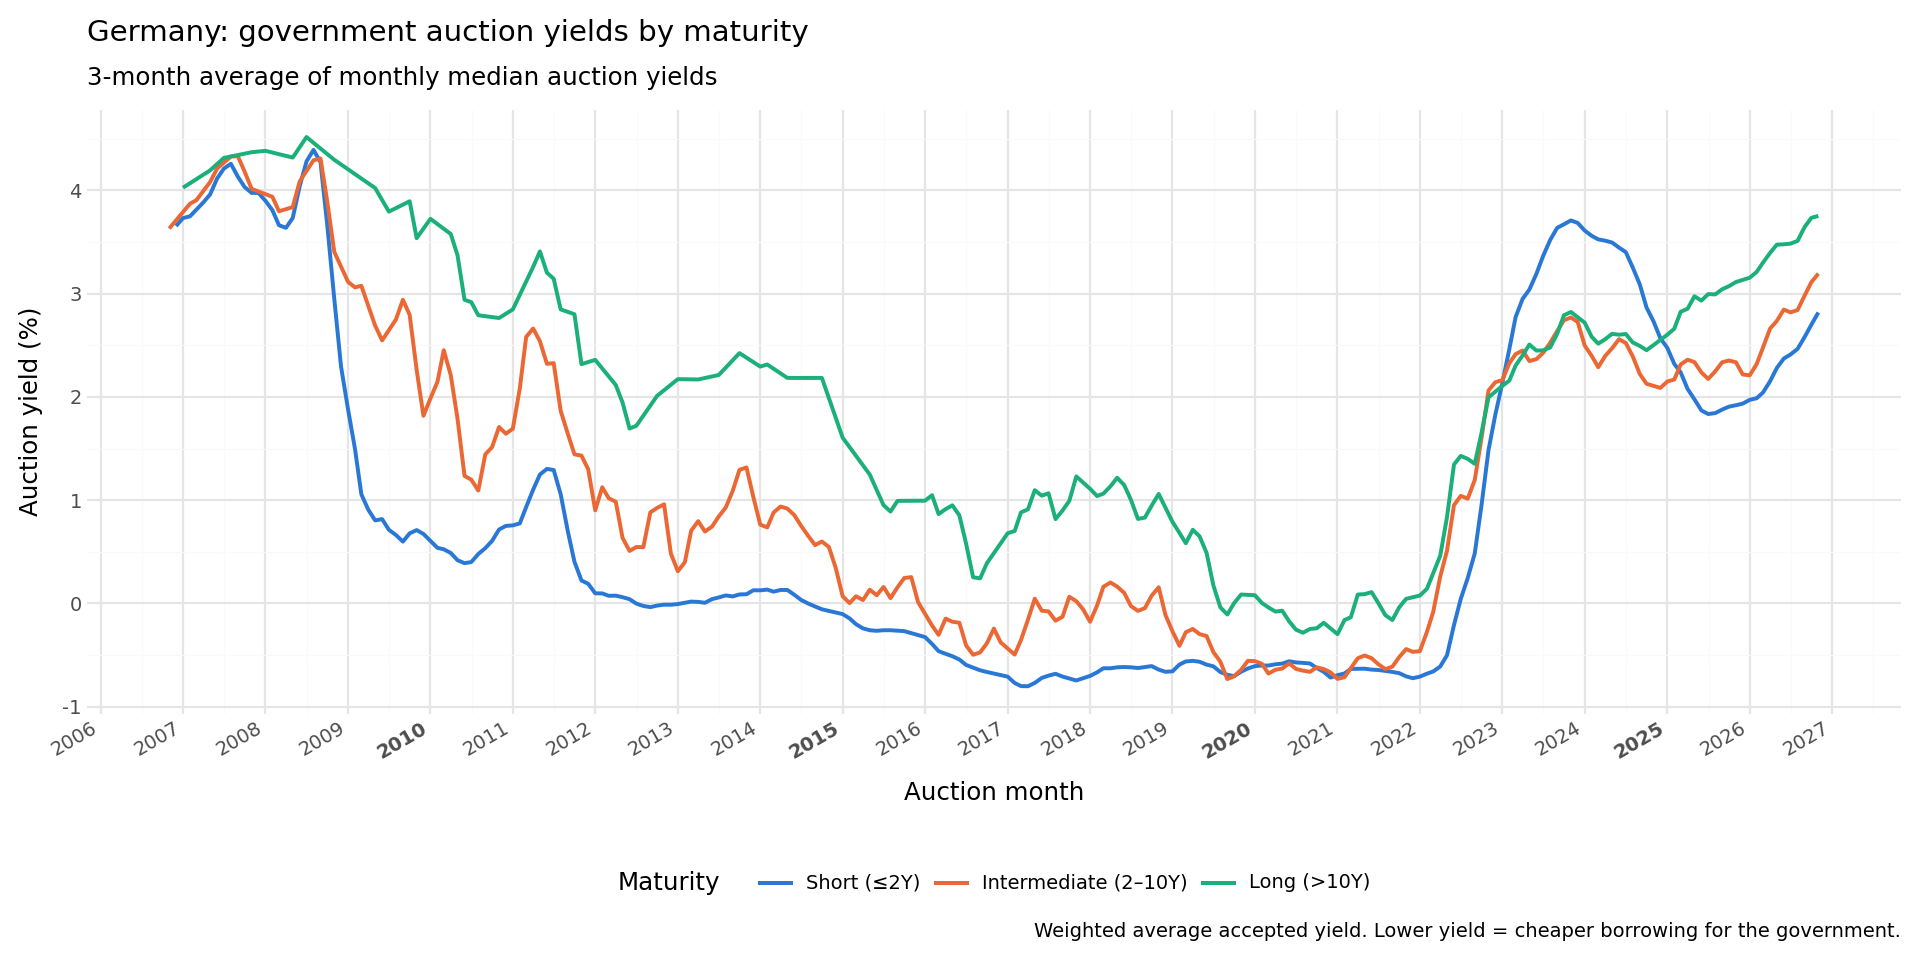 Germany: government auction yields by maturity
3-month average of monthly median auction yields
Auction yield (%)
4
3
2
1
0
-1
2006 2007 2008 2009 2010 2011 2012 2013 2014 2015 2016 2017 2018 2019 2020 2021 2022 2023 2024 2025 2026 2027
Auction month
Maturity Short (≤2Y) Intermediate (2–10Y) Long (>10Y)
Weighted average accepted yield. Lower yield = cheaper borrowing for the government.